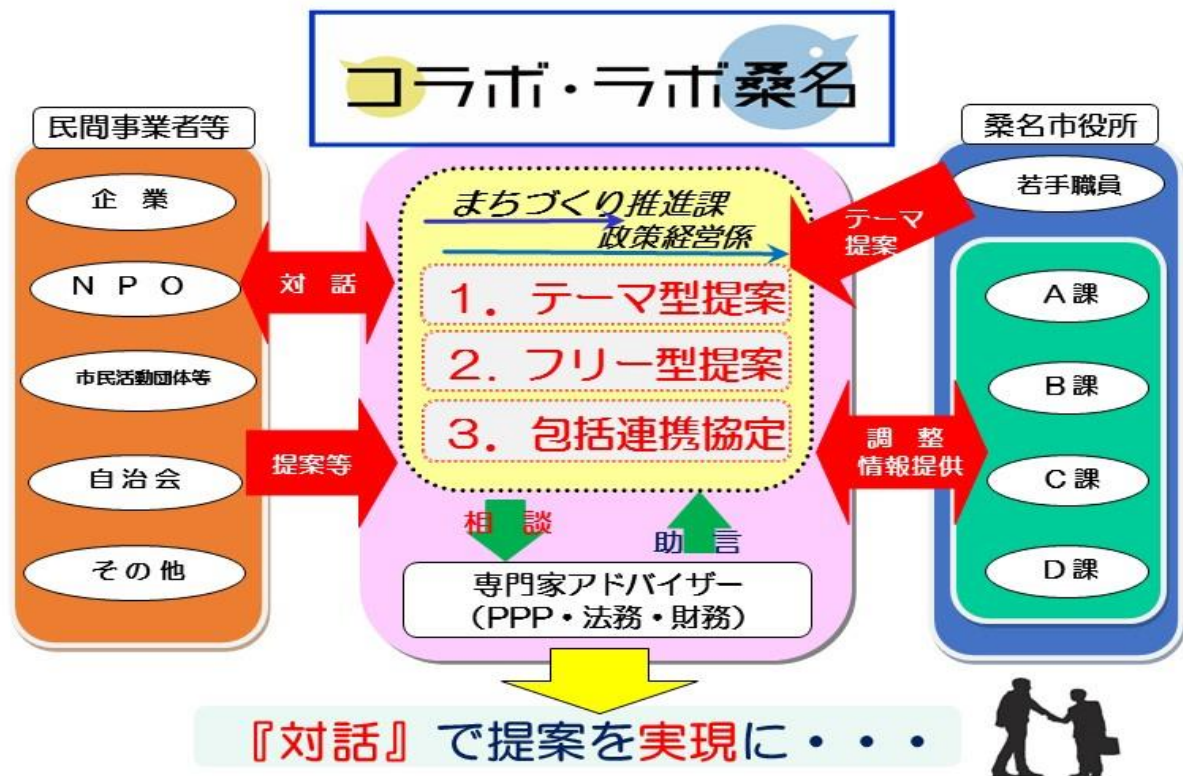 コラボ・ラボ桑名
民間事業者等
企 業
N P O
市民活動団体等
自治会
その他
対 話
提案等
まちづくり推進課
政策経営係
1. テーマ型提案
2. フリー型提案
3. 包括連携協定
相 談
助 言
専門家アドバイザー
(PPP・法務・財務)
桑名市役所
若手職員
テーマ
提案
A課
B課
C課
D課
調 整
情報提供
『対話』で提案を実現に・・・